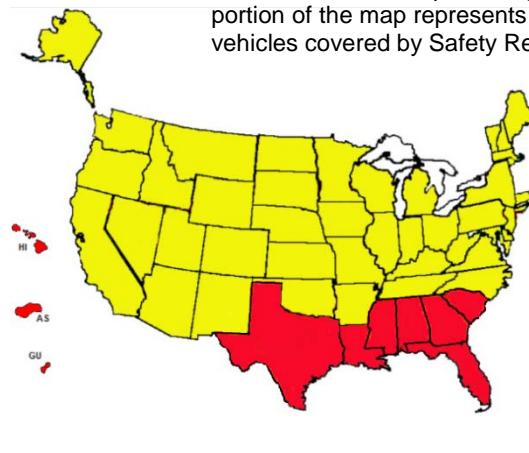 portion of the map represents
vehicles covered by Safety Re
HI
AS
GU